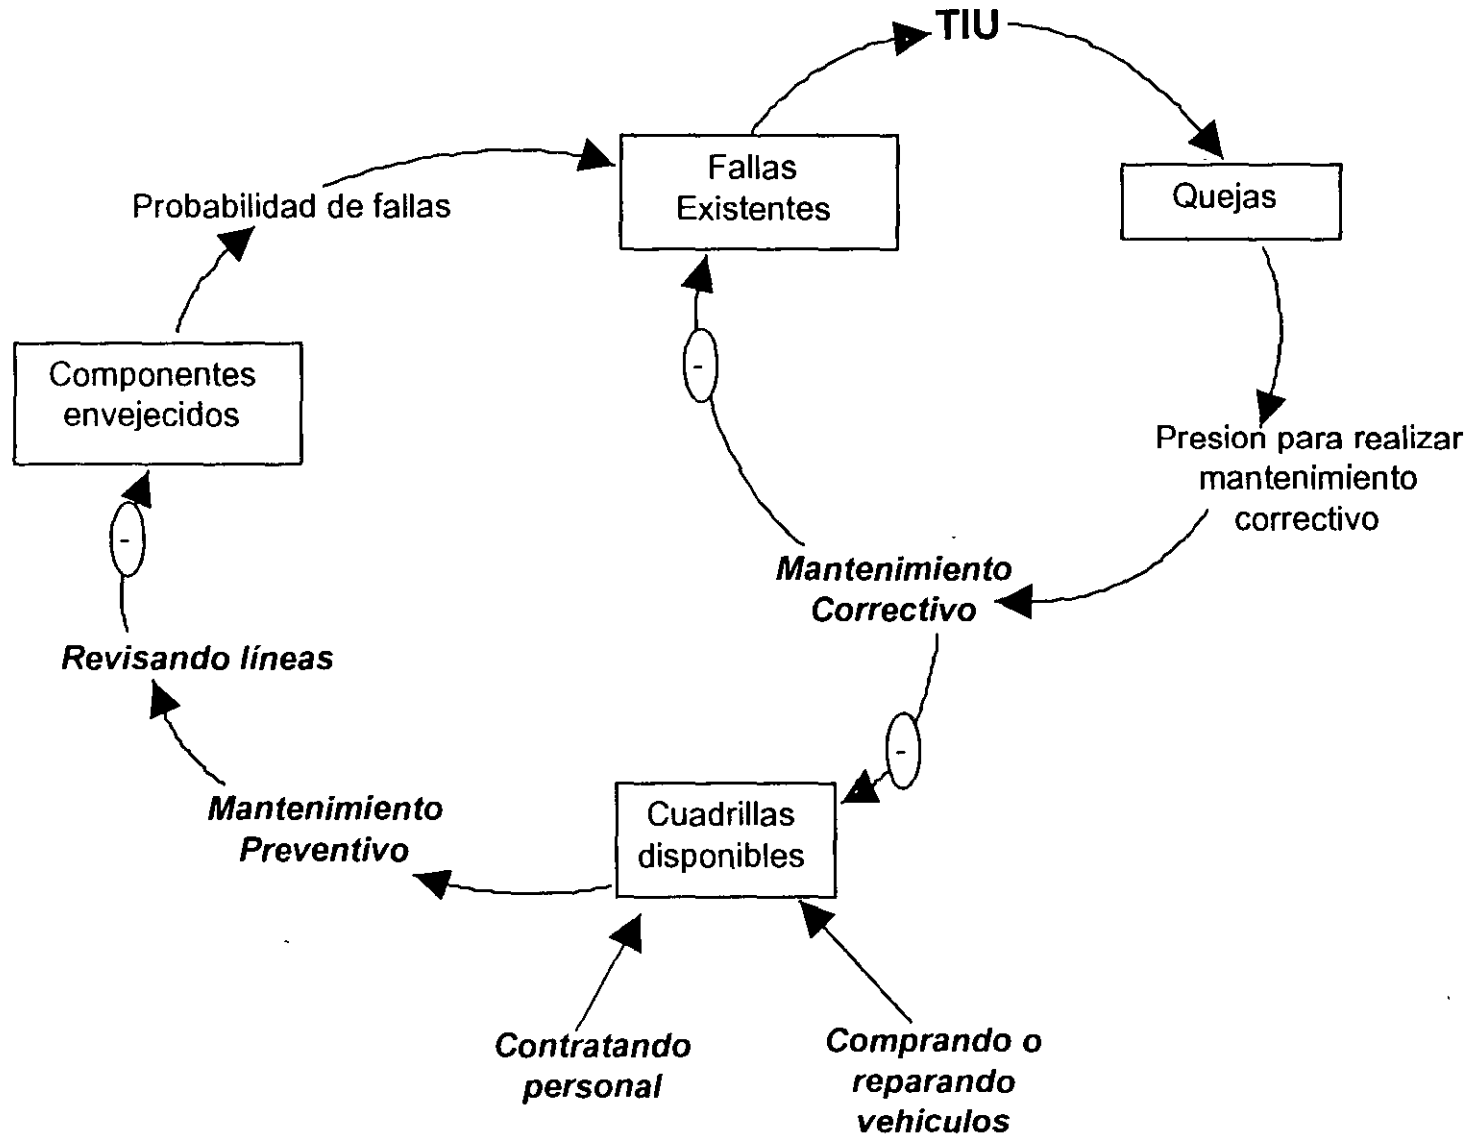 TIU
Fallas
Existentes
Quejas
Probabilidad de fallas
Componentes
envejecidos
-
Presion para realizar
mantenimiento
correctivo
-
Mantenimiento
Correctivo
Revisando líneas
-
Mantenimiento
Preventivo
Cuadrillas
disponibles
Contratando
personal
Comprando o
reparando
vehiculos